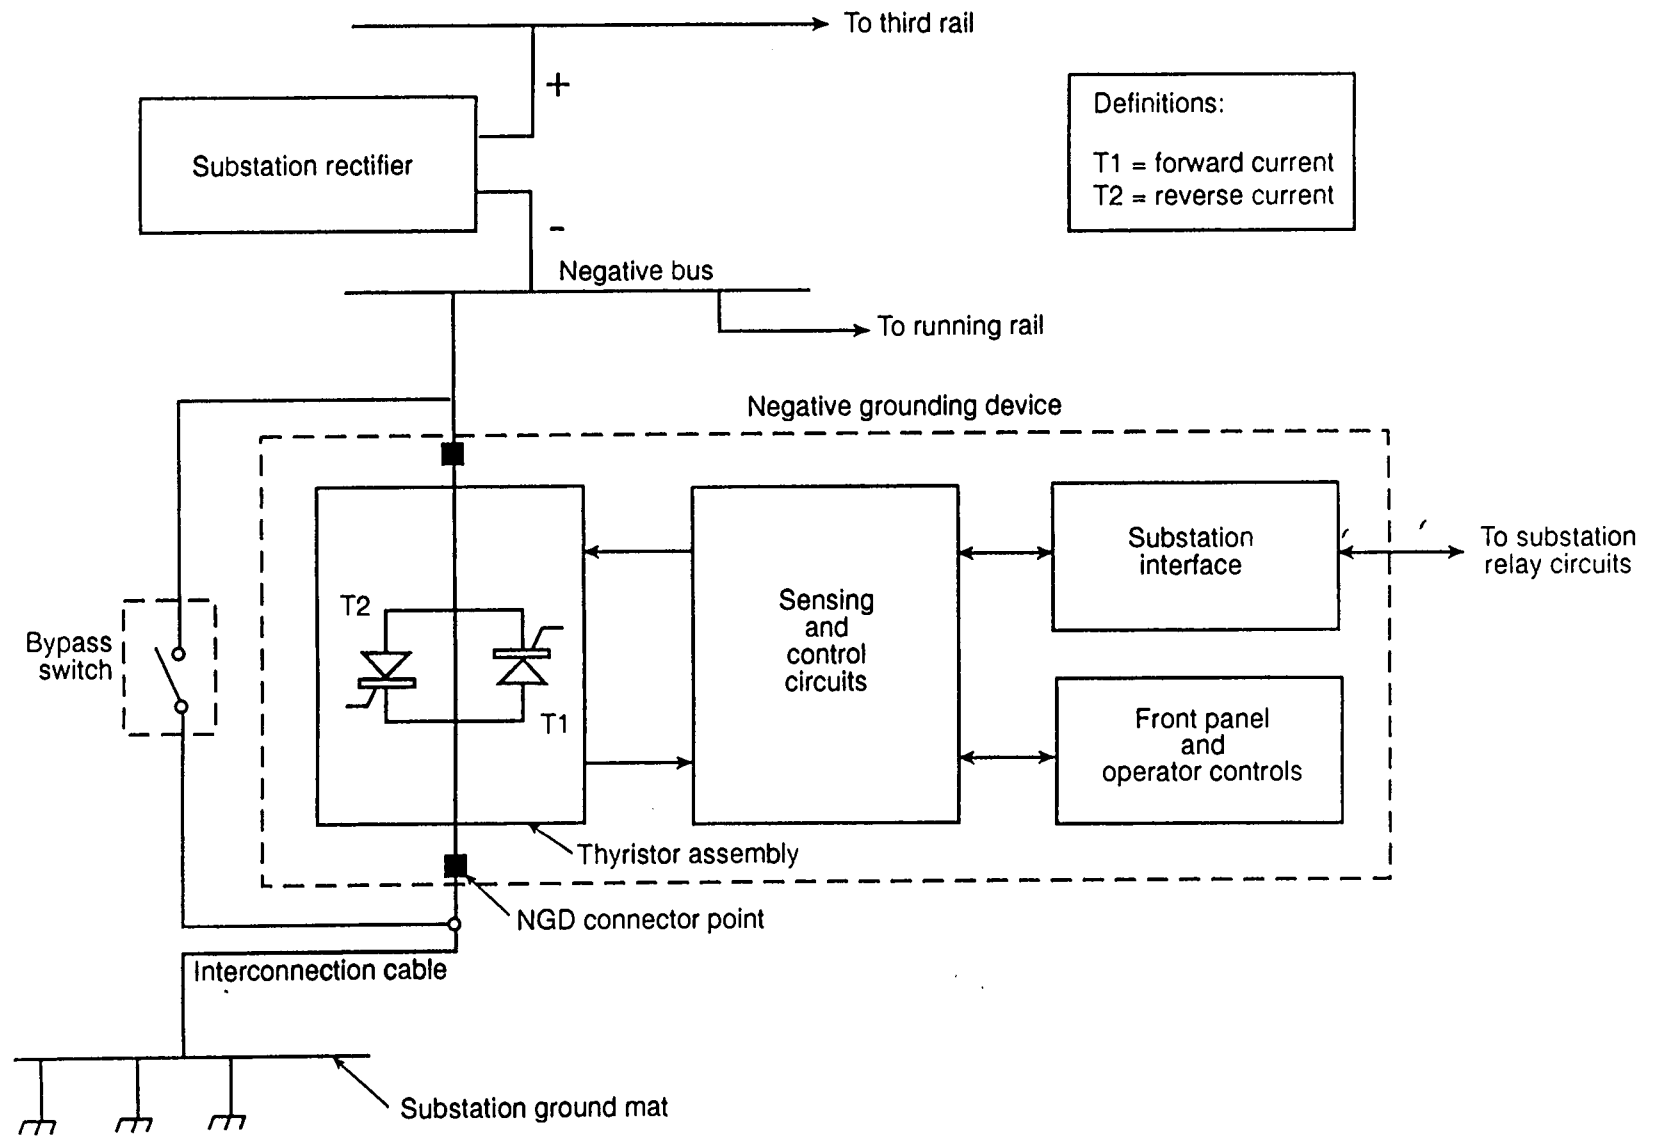 To third rail
+
Substation rectifier
-
Definitions:
T1 = forward current
T2 = reverse current
Negative bus
To running rail
Negative grounding device
Bypass
switch
T2
T1
Sensing
and
control
circuits
Substation
interface
To substation
relay circuits
Front panel
and
operator controls
Thyristor assembly
NGD connector point
Interconnection cable
Substation ground mat